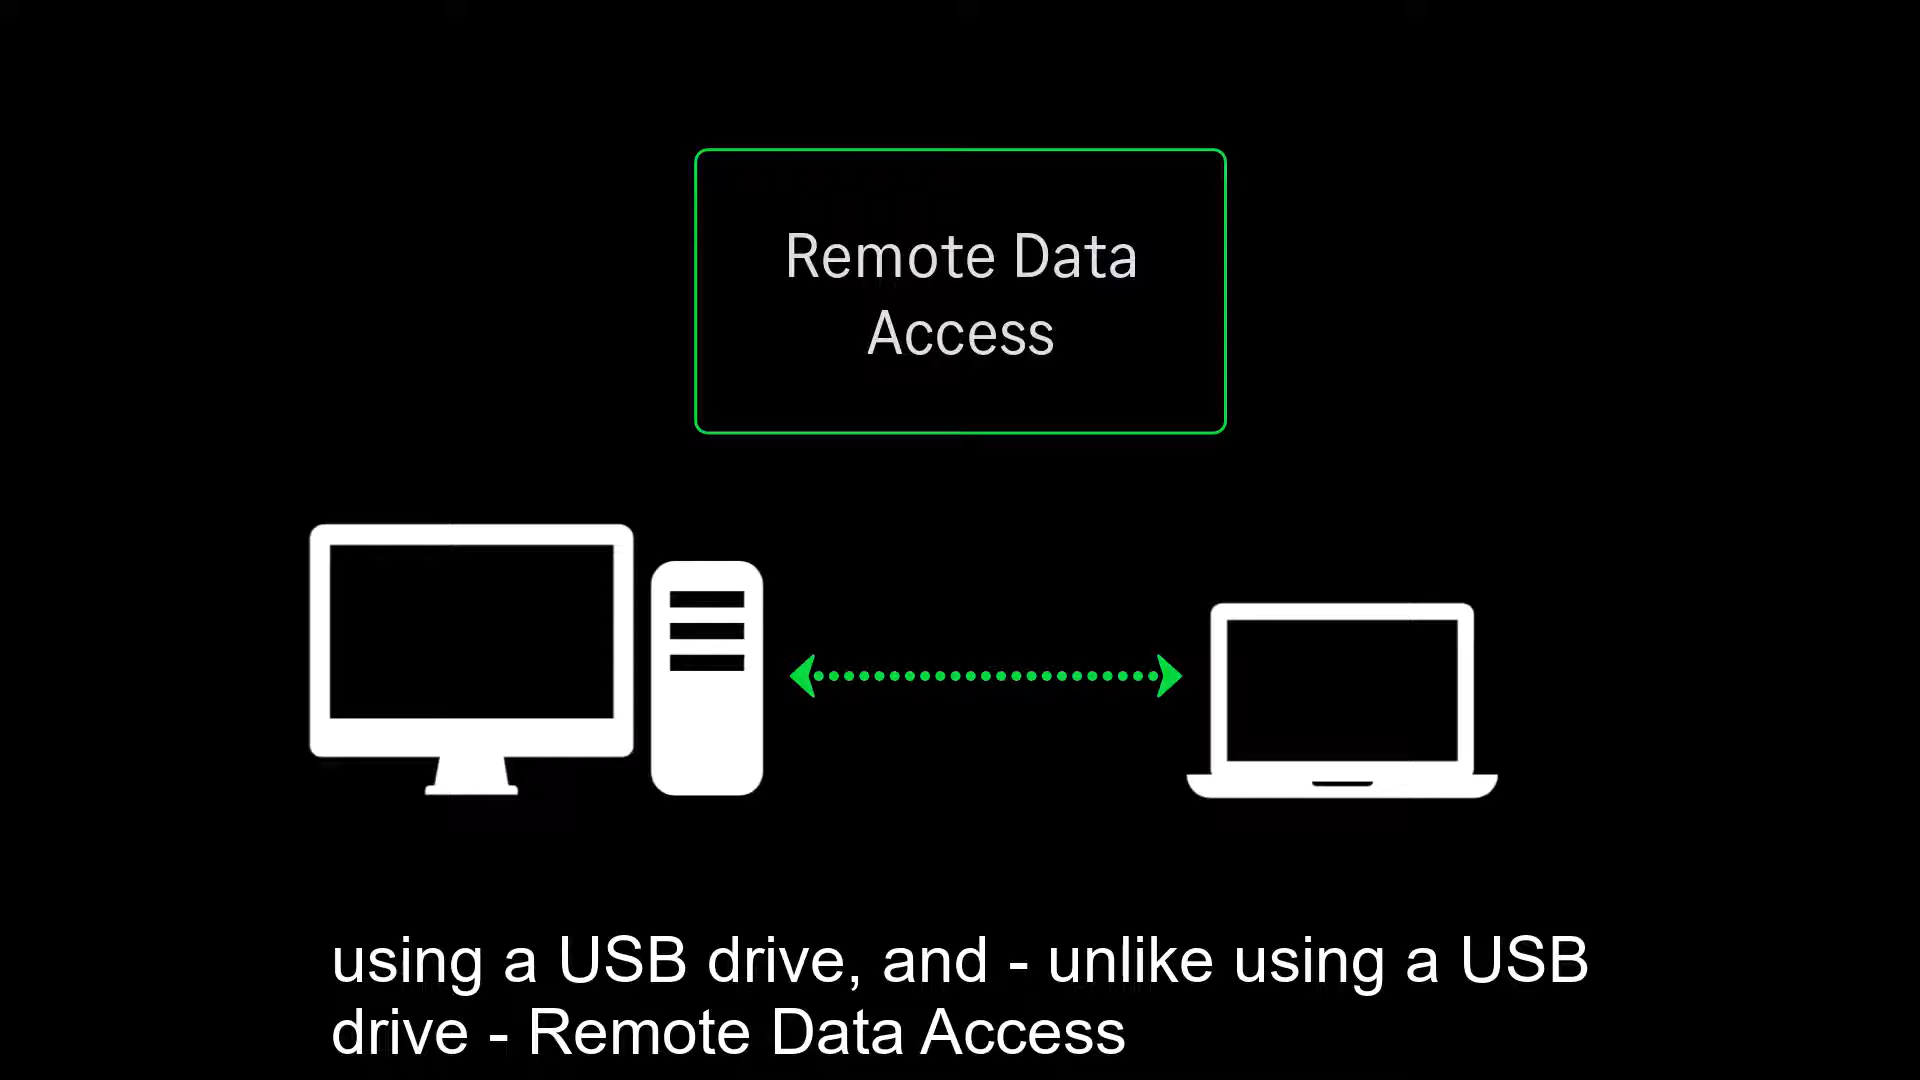 Remote Data
Access
using a USB drive, and - unlike using a USB
drive - Remote Data Access